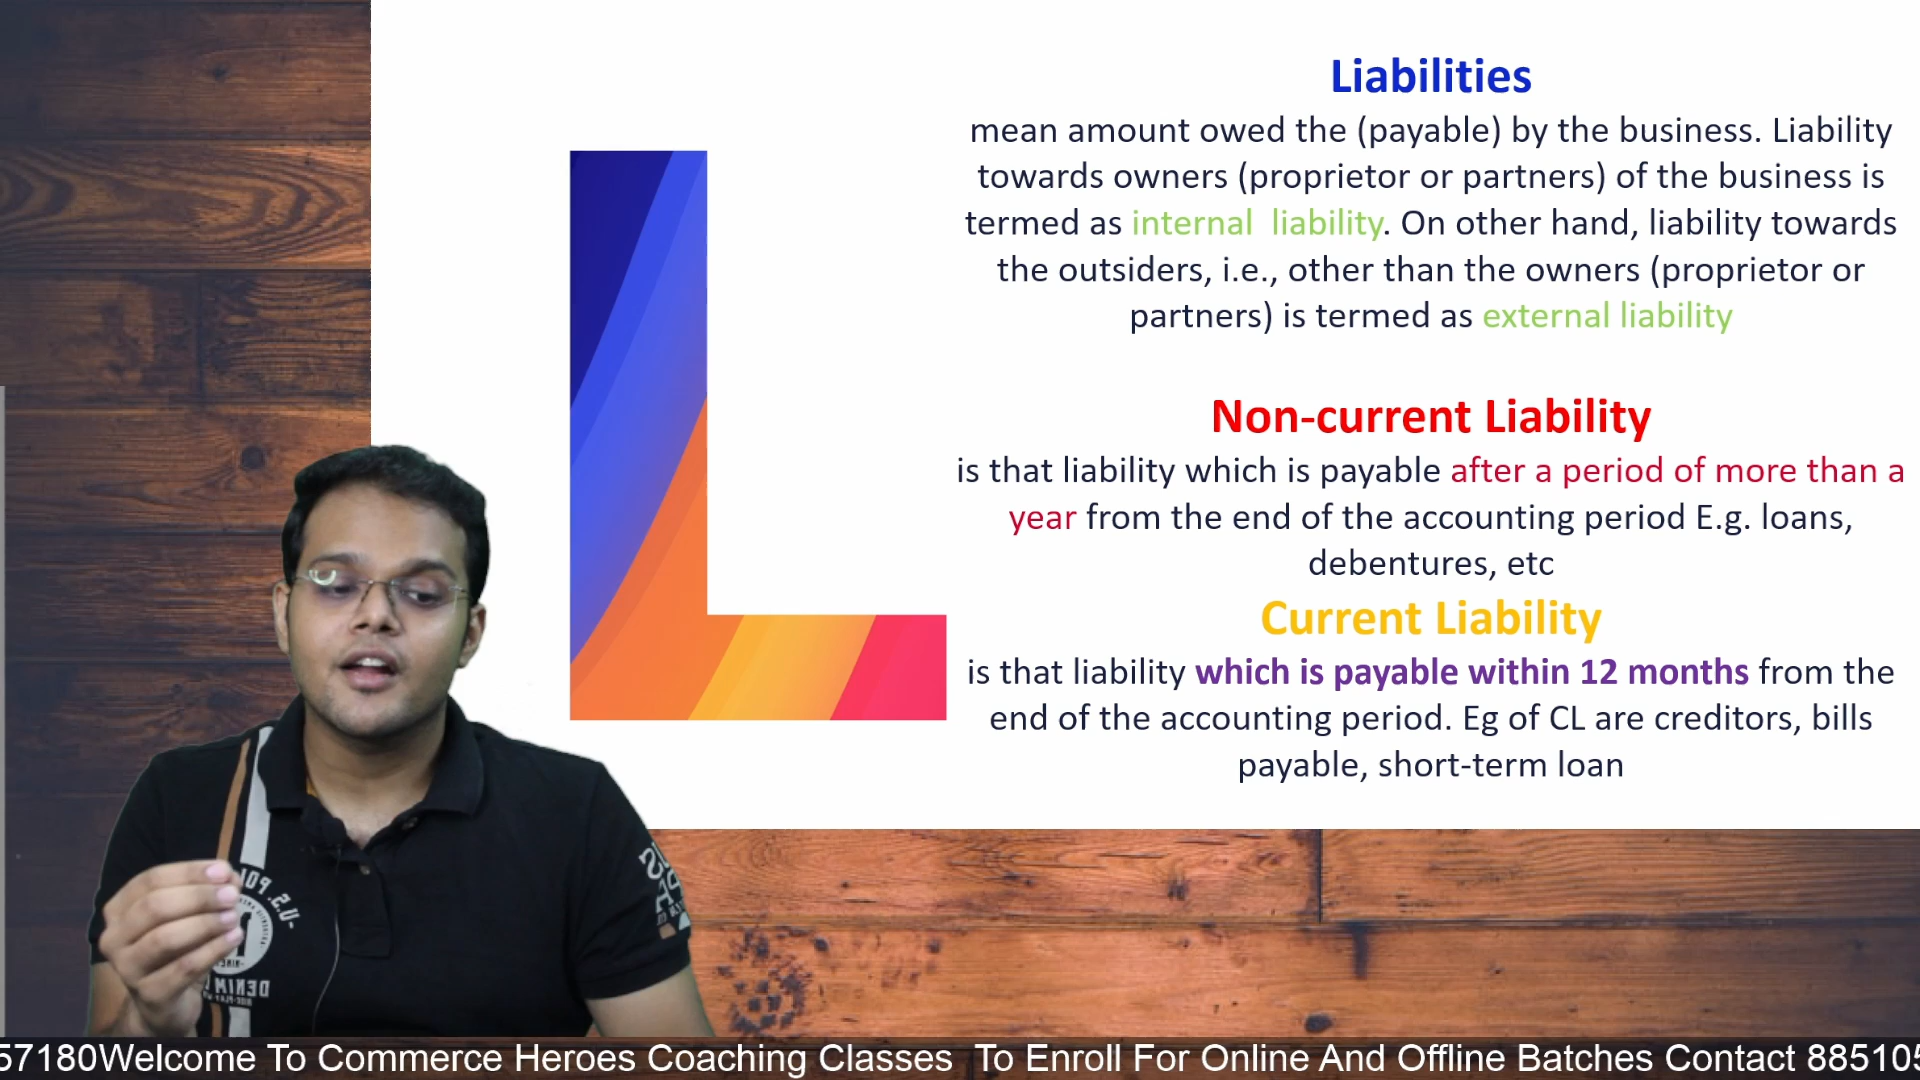 Liabilities
mean amount owed the (payable) by the business. Liability
towards owners (proprietor or partners) of the business is
termed as internal liability. On other hand, liability towards
the outsiders, i.e., other than the owners (proprietor or
partners) is termed as external liability
Non-current Liability
is that liability which is payable after a period of more than a
year from the end of the accounting period E.g. loans,
debentures, etc
Current Liability
is that liability which is payable within 12 months from the
end of the accounting period. Eg of CL are creditors, bills
payable, short-term loan
U.S. POL
DENIM
57180Welcome To Commerce Heroes Coaching Classes To Enroll For Online And Offline Batches Contact 885105